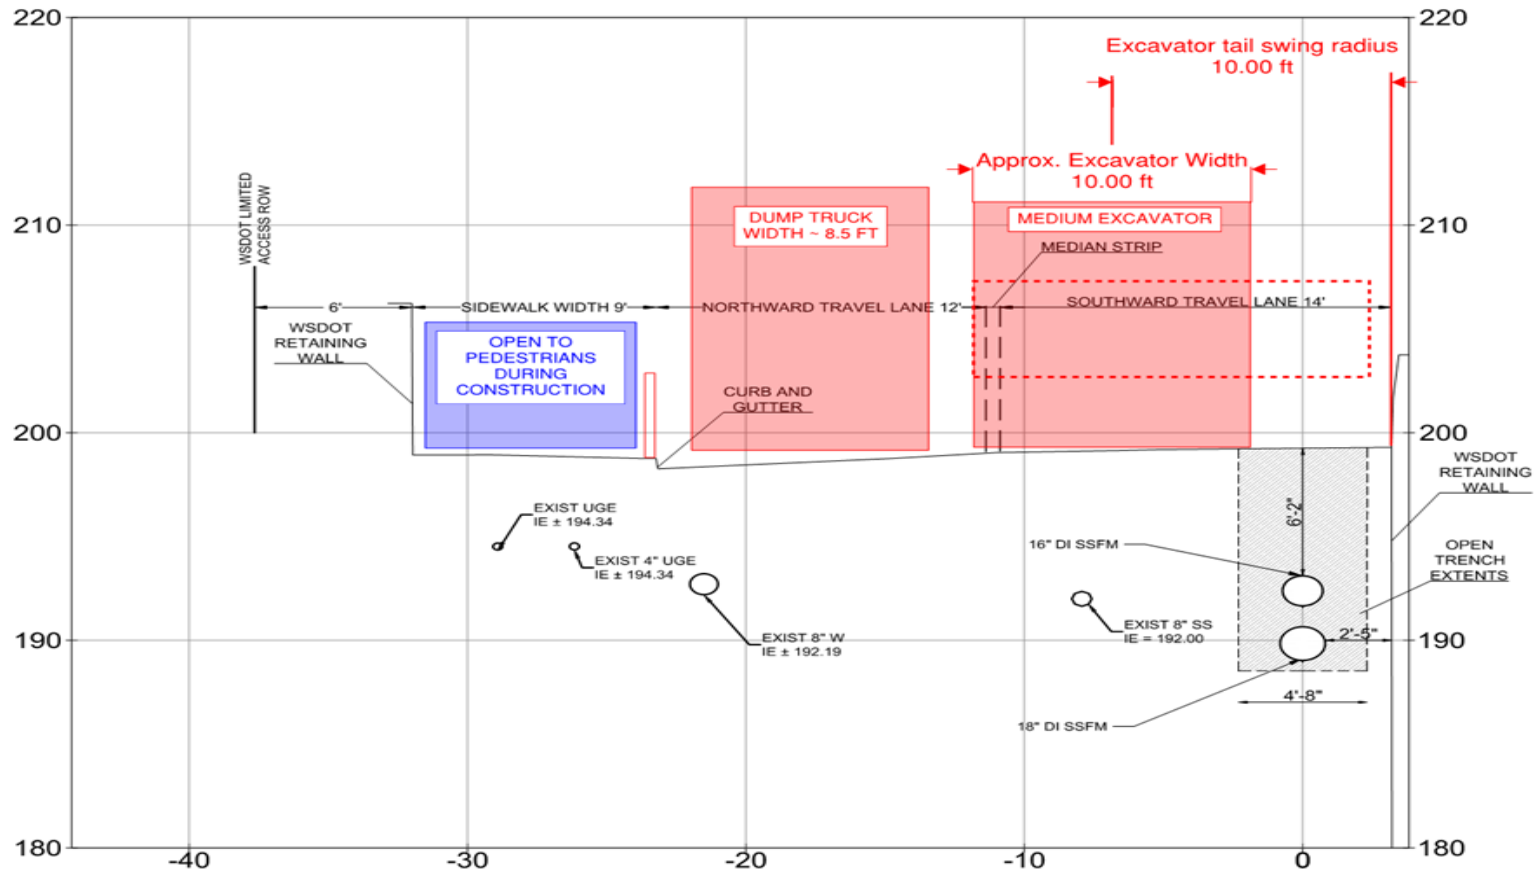 220
220
Excavator tail swing radius
10.00 ft
Approx. Excavator Width
10.00 ft
WSDOT LIMITED
ACCESS ROW
DUMP TRUCK
WIDTH ~ 8.5 FT
MEDIUM EXCAVATOR
210
210
MEDIAN STRIP
6'
SIDEWALK WIDTH 9'
NORTHWARD TRAVEL LANE 12'
SOUTHWARD TRAVEL LANE 14'
WSDOT
RETAINING
WALL
OPEN TO
PEDESTRIANS
DURING
CONSTRUCTION
CURB AND
GUTTER
200
200
WSDOT
RETAINING
WALL
EXIST UGE
IE ± 194.34
6'-2"
16" DI SSFM
OPEN
TRENCH
EXTENTS
EXIST 4" UGE
IE ± 194.34
EXIST 8" SS
IE = 192.00
EXIST 8" W
IE ± 192.19
190
2'-5"
190
4'-8"
18" DI SSFM
180
180
-40
-30
-20
-10
0